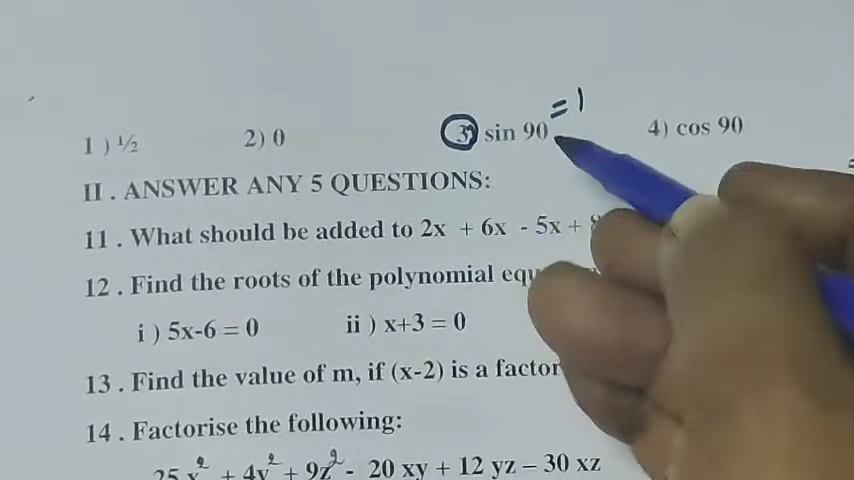 1 ) ½ 2) 0 3) sin 90 = 1 4) cos 90
II . ANSWER ANY 5 QUESTIONS:
11 . What should be added to 2x + 6x - 5x +
12 . Find the roots of the polynomial
i ) 5x-6 = 0 ii ) x+3 = 0
13 . Find the value of m, if (x-2) is a factor
14 . Factorise the following:
25 x² + 4y² + 9z² - 20 xy + 12 yz – 30 xz